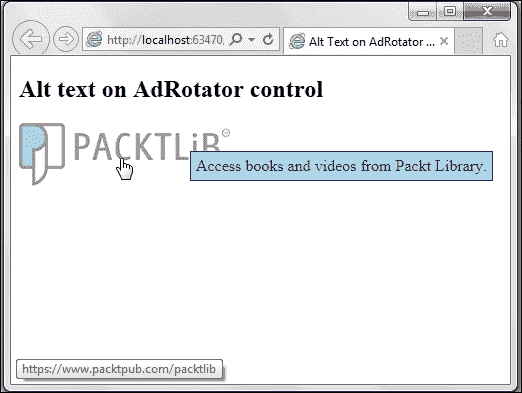 http://localhost:63470
Alt Text on AdRotator ...
Alt text on AdRotator control
PACKTLiB
Access books and videos from Packt Library.
https://www.packtpub.com/packtlib